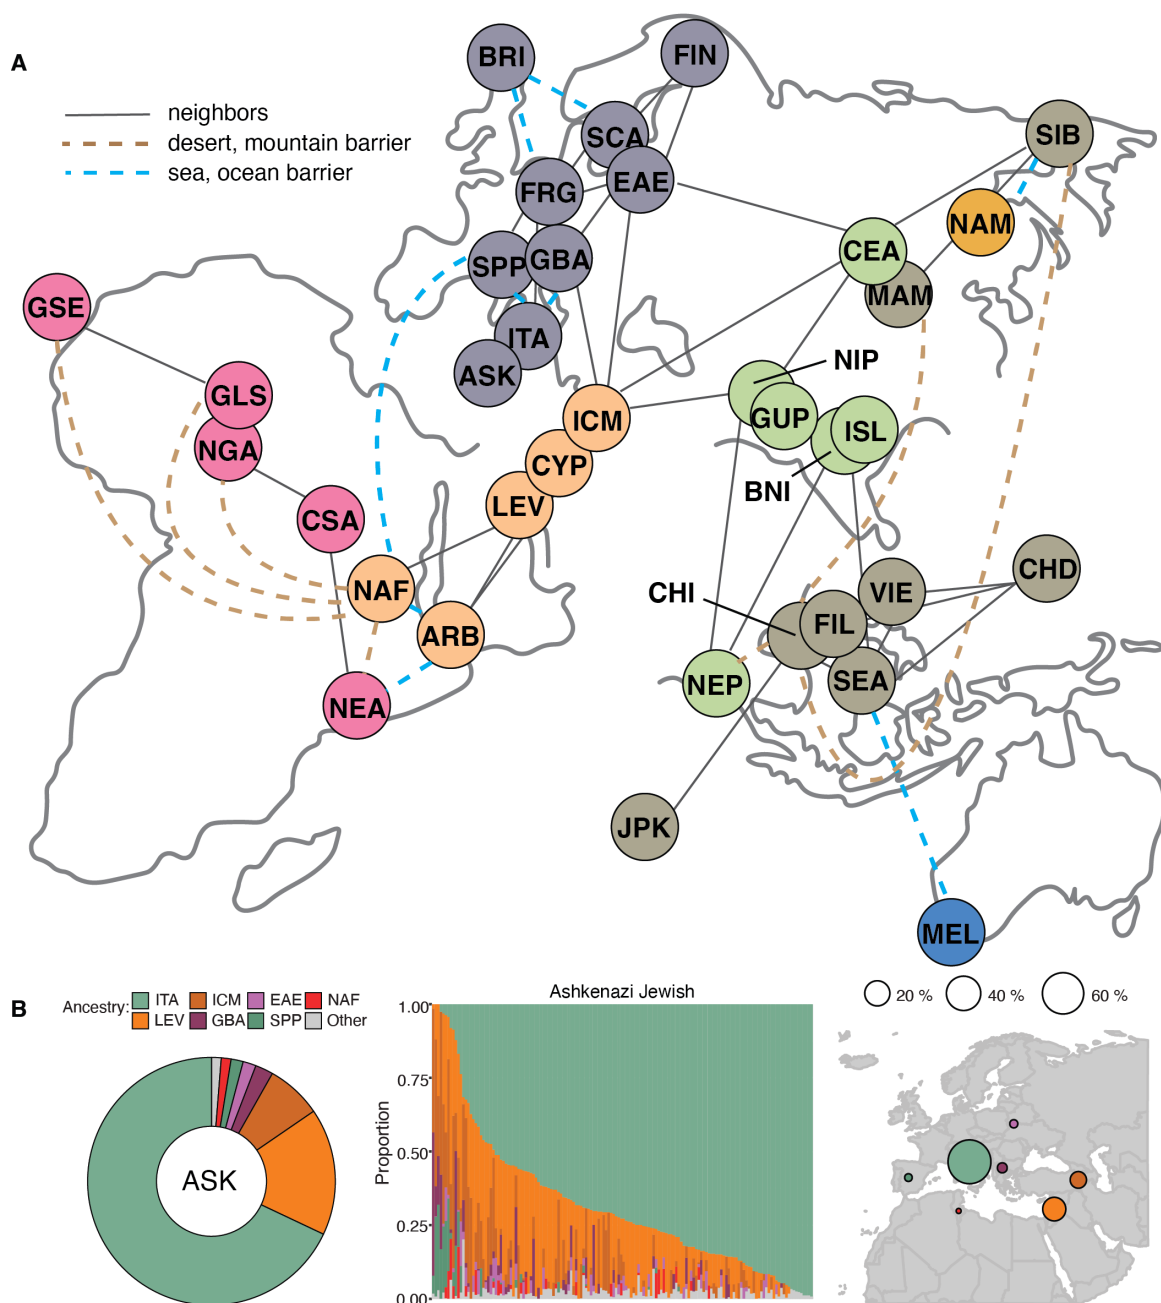 A
neighbors
desert, mountain barrier
sea, ocean barrier
BRI
FIN
SCA
SIB
FRG
EAE
NAM
CEA
SPP
GBA
MAM
GSE
ITA
NIP
ASK
GLS
ICM
GUP
ISL
NGA
CYP
BNI
LEV
CSA
CHD
NAF
CHI
VIE
FIL
ARB
SEA
NEP
NEA
JPK
MEL
B
Ancestry:
ITA ICM EAE NAF
LEV GBA SPP Other
ASK
Ashkenazi Jewish
Proportion
1.00
0.75
0.50
0.25
0.00
20 % 40 % 60 %